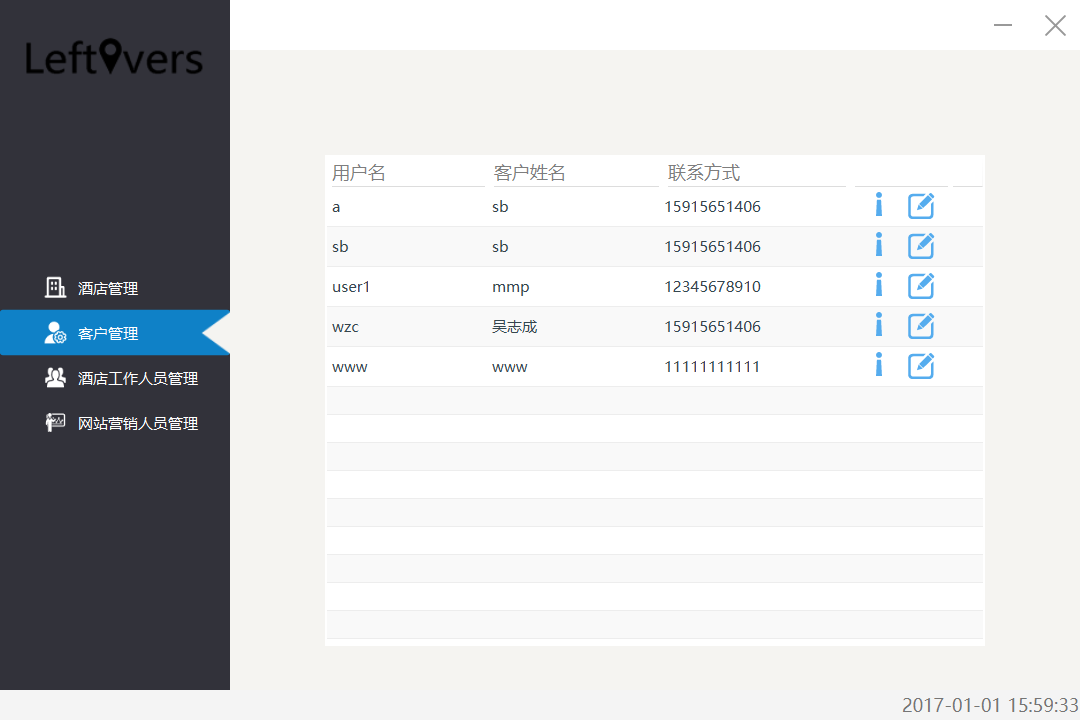 Leftovers
酒店管理
客户管理
酒店工作人员管理
网站营销人员管理
用户名 客户姓名 联系方式
a sb 15915651406
sb sb 15915651406
user1 mmp 12345678910
wzc 吴志成 15915651406
www www 11111111111
2017-01-01 15:59:33